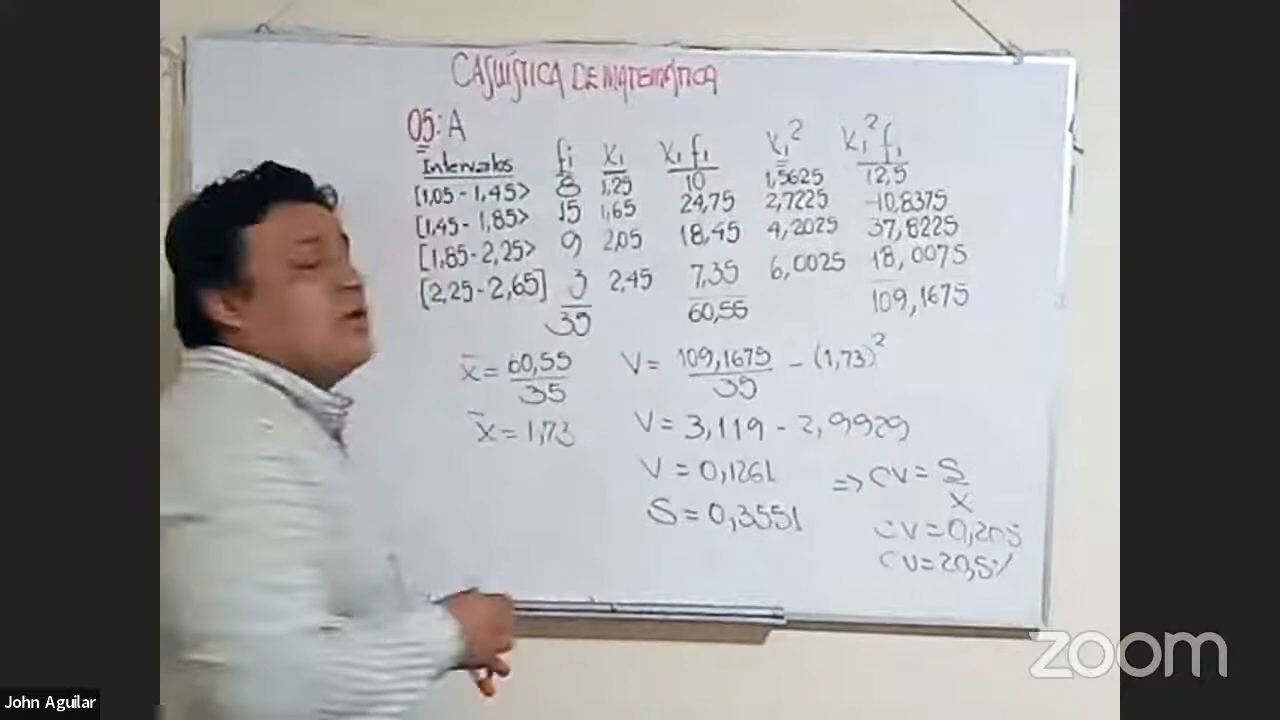 CASUÍSTICA DE MATEMÁTICA
05: A
Intervalos fi Xi Xi fi Xi² Xi² fi
[1,05 - 1,45> 8 1,25 10 1,5625 12,5
[1,45 - 1,85> 15 1,65 24,75 2,7225 40,8375
[1,85 - 2,25> 9 2,05 18,45 4,2025 37,8225
[2,25 - 2,65] 3 2,45 7,35 6,0025 18,0075
35 60,55 109,1675
x̄ = 60,55/35 V = 109,1675/35 - (1,73)²
x̄ = 1,73 V = 3,119 - 2,9929
V = 0,1261 => CV = S/x
S = 0,3551 CV = 0,205
CV = 20,5%
John Aguilar
zoom